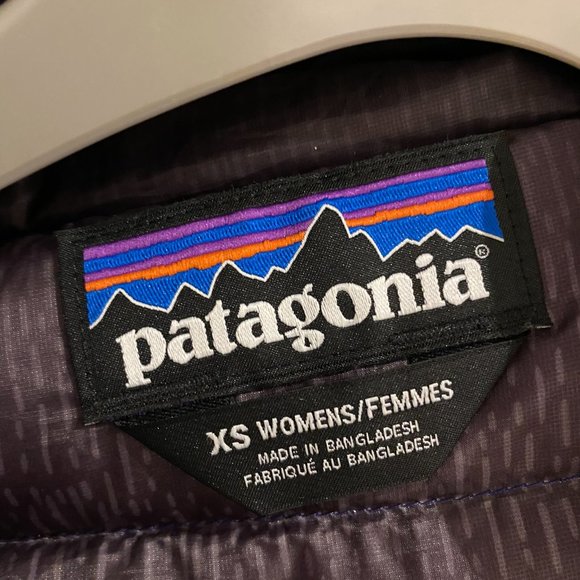 patagonia®
XS WOMENS/FEMMES
MADE IN BANGLADESH
FABRIQUÉ AU BANGLADESH